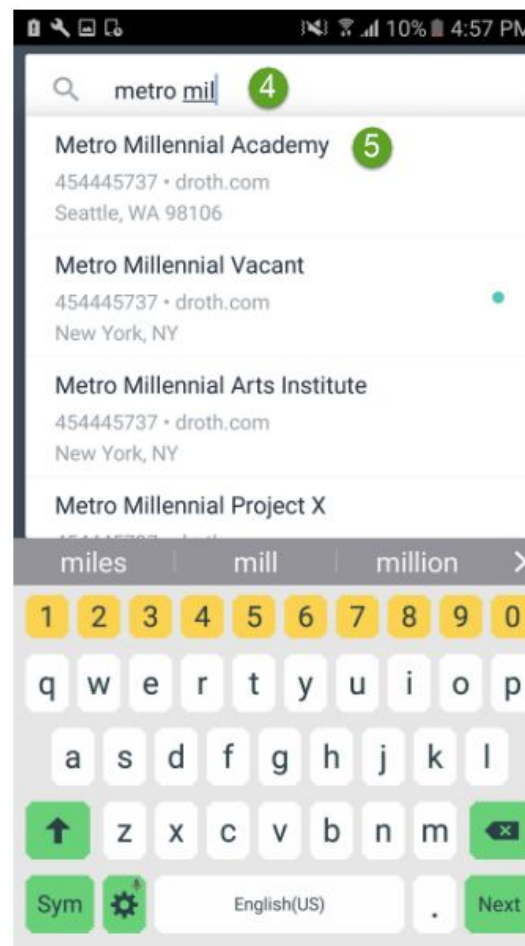 10% 4:57 PM
metro mil 4
Metro Millennial Academy 5
454445737 • droth.com
Seattle, WA 98106
Metro Millennial Vacant
454445737 • droth.com
New York, NY
Metro Millennial Arts Institute
454445737 • droth.com
New York, NY
Metro Millennial Project X
miles mill million
1 2 3 4 5 6 7 8 9 0
q w e r t y u i o p
a s d f g h j k l
z x c v b n m
Sym English(US) . Next